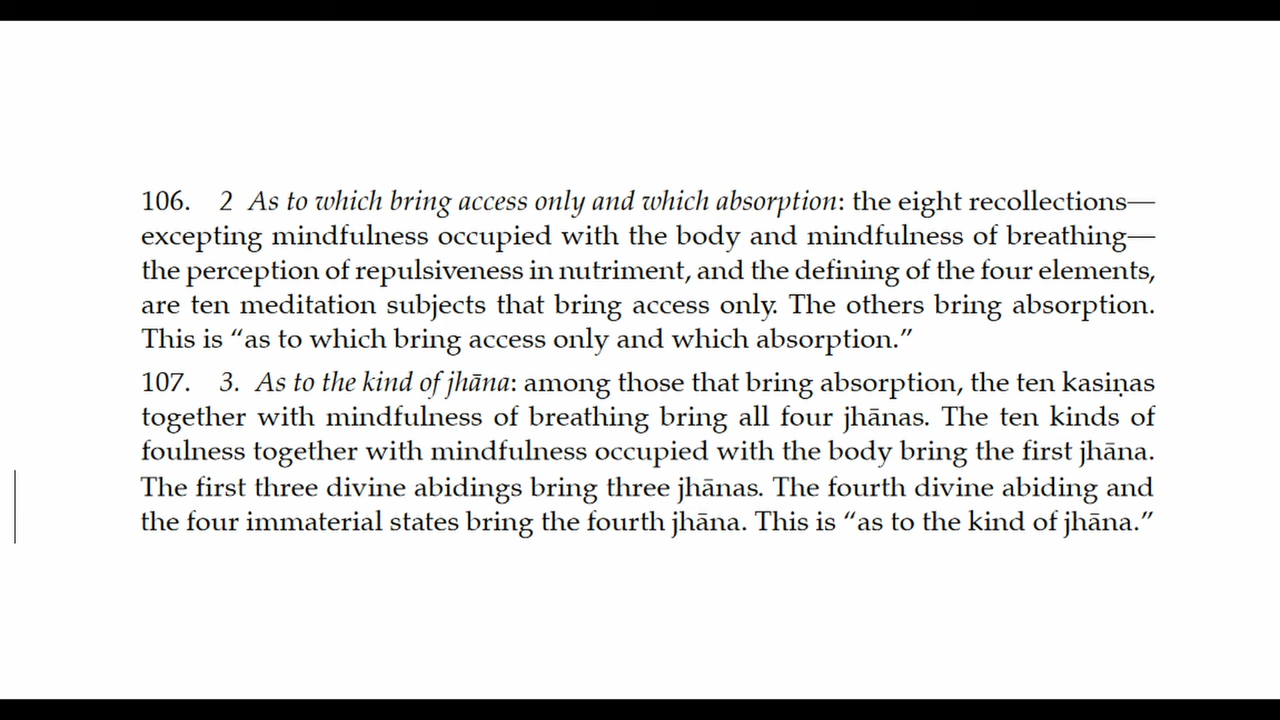 106. 2 As to which bring access only and which absorption: the eight recollections—
excepting mindfulness occupied with the body and mindfulness of breathing—
the perception of repulsiveness in nutriment, and the defining of the four elements,
are ten meditation subjects that bring access only. The others bring absorption.
This is “as to which bring access only and which absorption.”
107. 3. As to the kind of jhāna: among those that bring absorption, the ten kasiṇas
together with mindfulness of breathing bring all four jhānas. The ten kinds of
foulness together with mindfulness occupied with the body bring the first jhāna.
The first three divine abidings bring three jhānas. The fourth divine abiding and
the four immaterial states bring the fourth jhāna. This is “as to the kind of jhāna.”